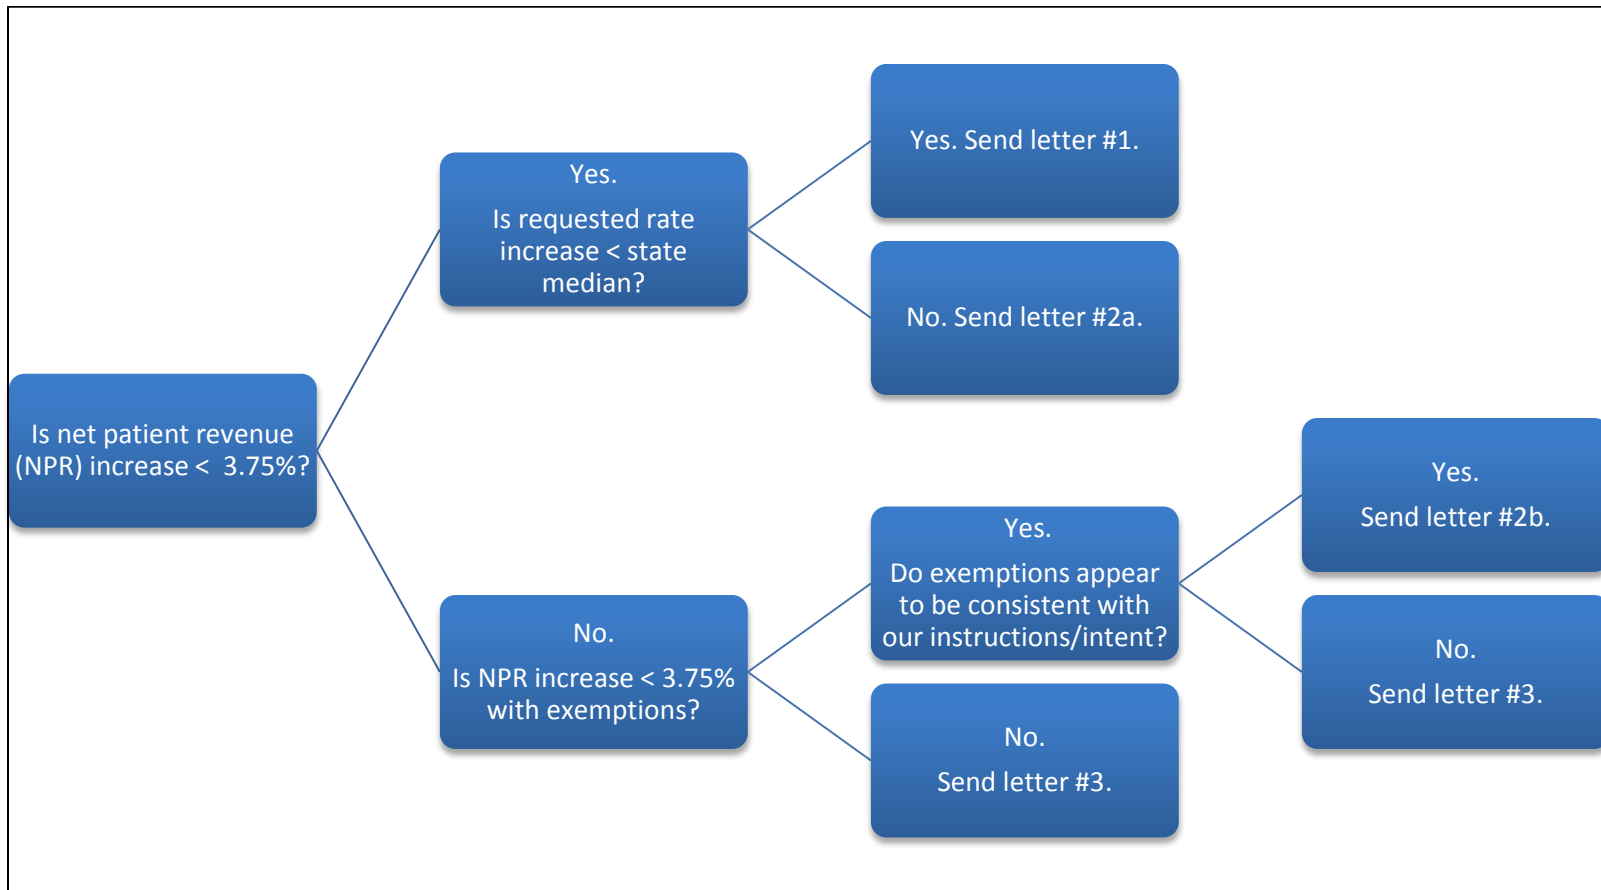 Is net patient revenue
(NPR) increase <  3.75%?
Yes.
Is requested rate
increase < state
median?
Yes. Send letter #1.
No. Send letter #2a.
No.
Is NPR increase < 3.75%
with exemptions?
Yes.
Do exemptions appear
to be consistent with
our instructions/intent?
Yes.
Send letter #2b.
No.
Send letter #3.
No.
Send letter #3.